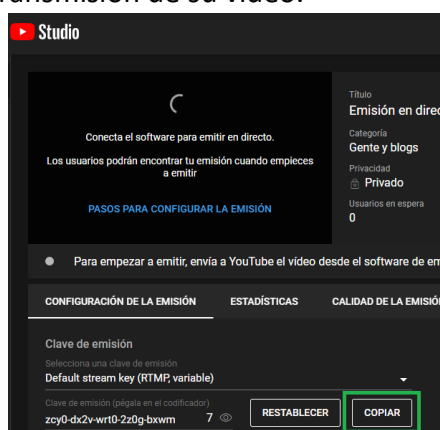 transmisión de su video.
Studio
Conecta el software para emitir en directo.
Los usuarios podrán encontrar tu emisión cuando empieces
a emitir
PASOS PARA CONFIGURAR LA EMISIÓN
Título
Emisión en direc
Categoría
Gente y blogs
Privacidad
Privado
Usuarios en espera
0
Para empezar a emitir, envía a YouTube el vídeo desde el software de em
CONFIGURACIÓN DE LA EMISIÓN ESTADÍSTICAS CALIDAD DE LA EMISIÓN
Clave de emisión
Selecciona una clave de emisión
Default stream key (RTMP, variable)
Clave de emisión (pégala en el codificador)
zcy0-dx2v-wrt0-2z0g-bxwm 7 RESTABLECER COPIAR